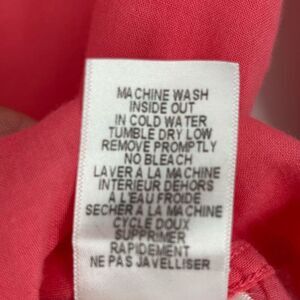 MACHINE WASH
INSIDE OUT
IN COLD WATER
TUMBLE DRY LOW
REMOVE PROMPTLY
NO BLEACH
LAVER A LA MACHINE
INTERIEUR DEHORS
A L'EAU FROIDE
SECHER A LA MACHINE
CYCLE DOUX
SUPPRIMER
RAPIDEMENT
NE PAS JAVELLISER